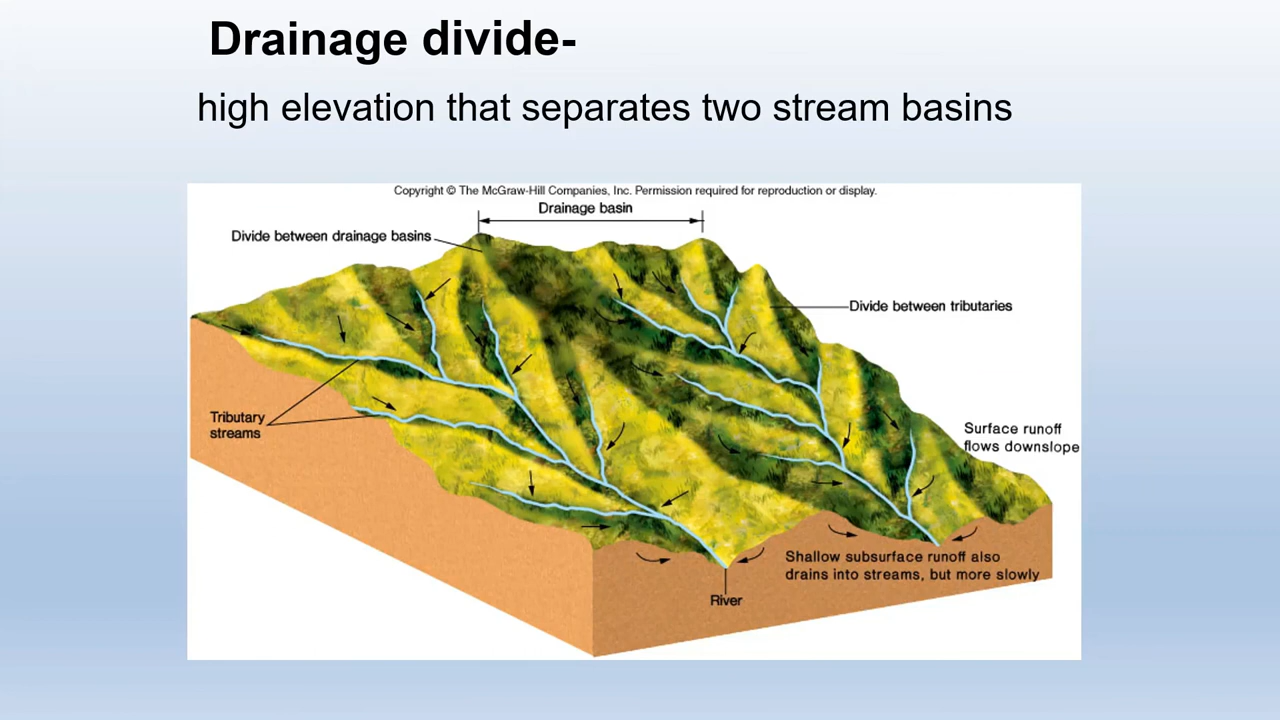 Drainage divide-
high elevation that separates two stream basins
Copyright © The McGraw-Hill Companies, Inc. Permission required for reproduction or display.
Drainage basin
Divide between drainage basins
Divide between tributaries
Tributary
streams
Surface runoff
flows downslope
Shallow subsurface runoff also
drains into streams, but more slowly
River